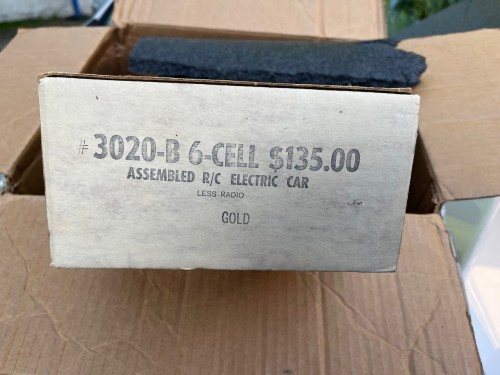 # 3020-B 6-CELL $135.00
ASSEMBLED R/C ELECTRIC CAR
LESS RADIO
GOLD